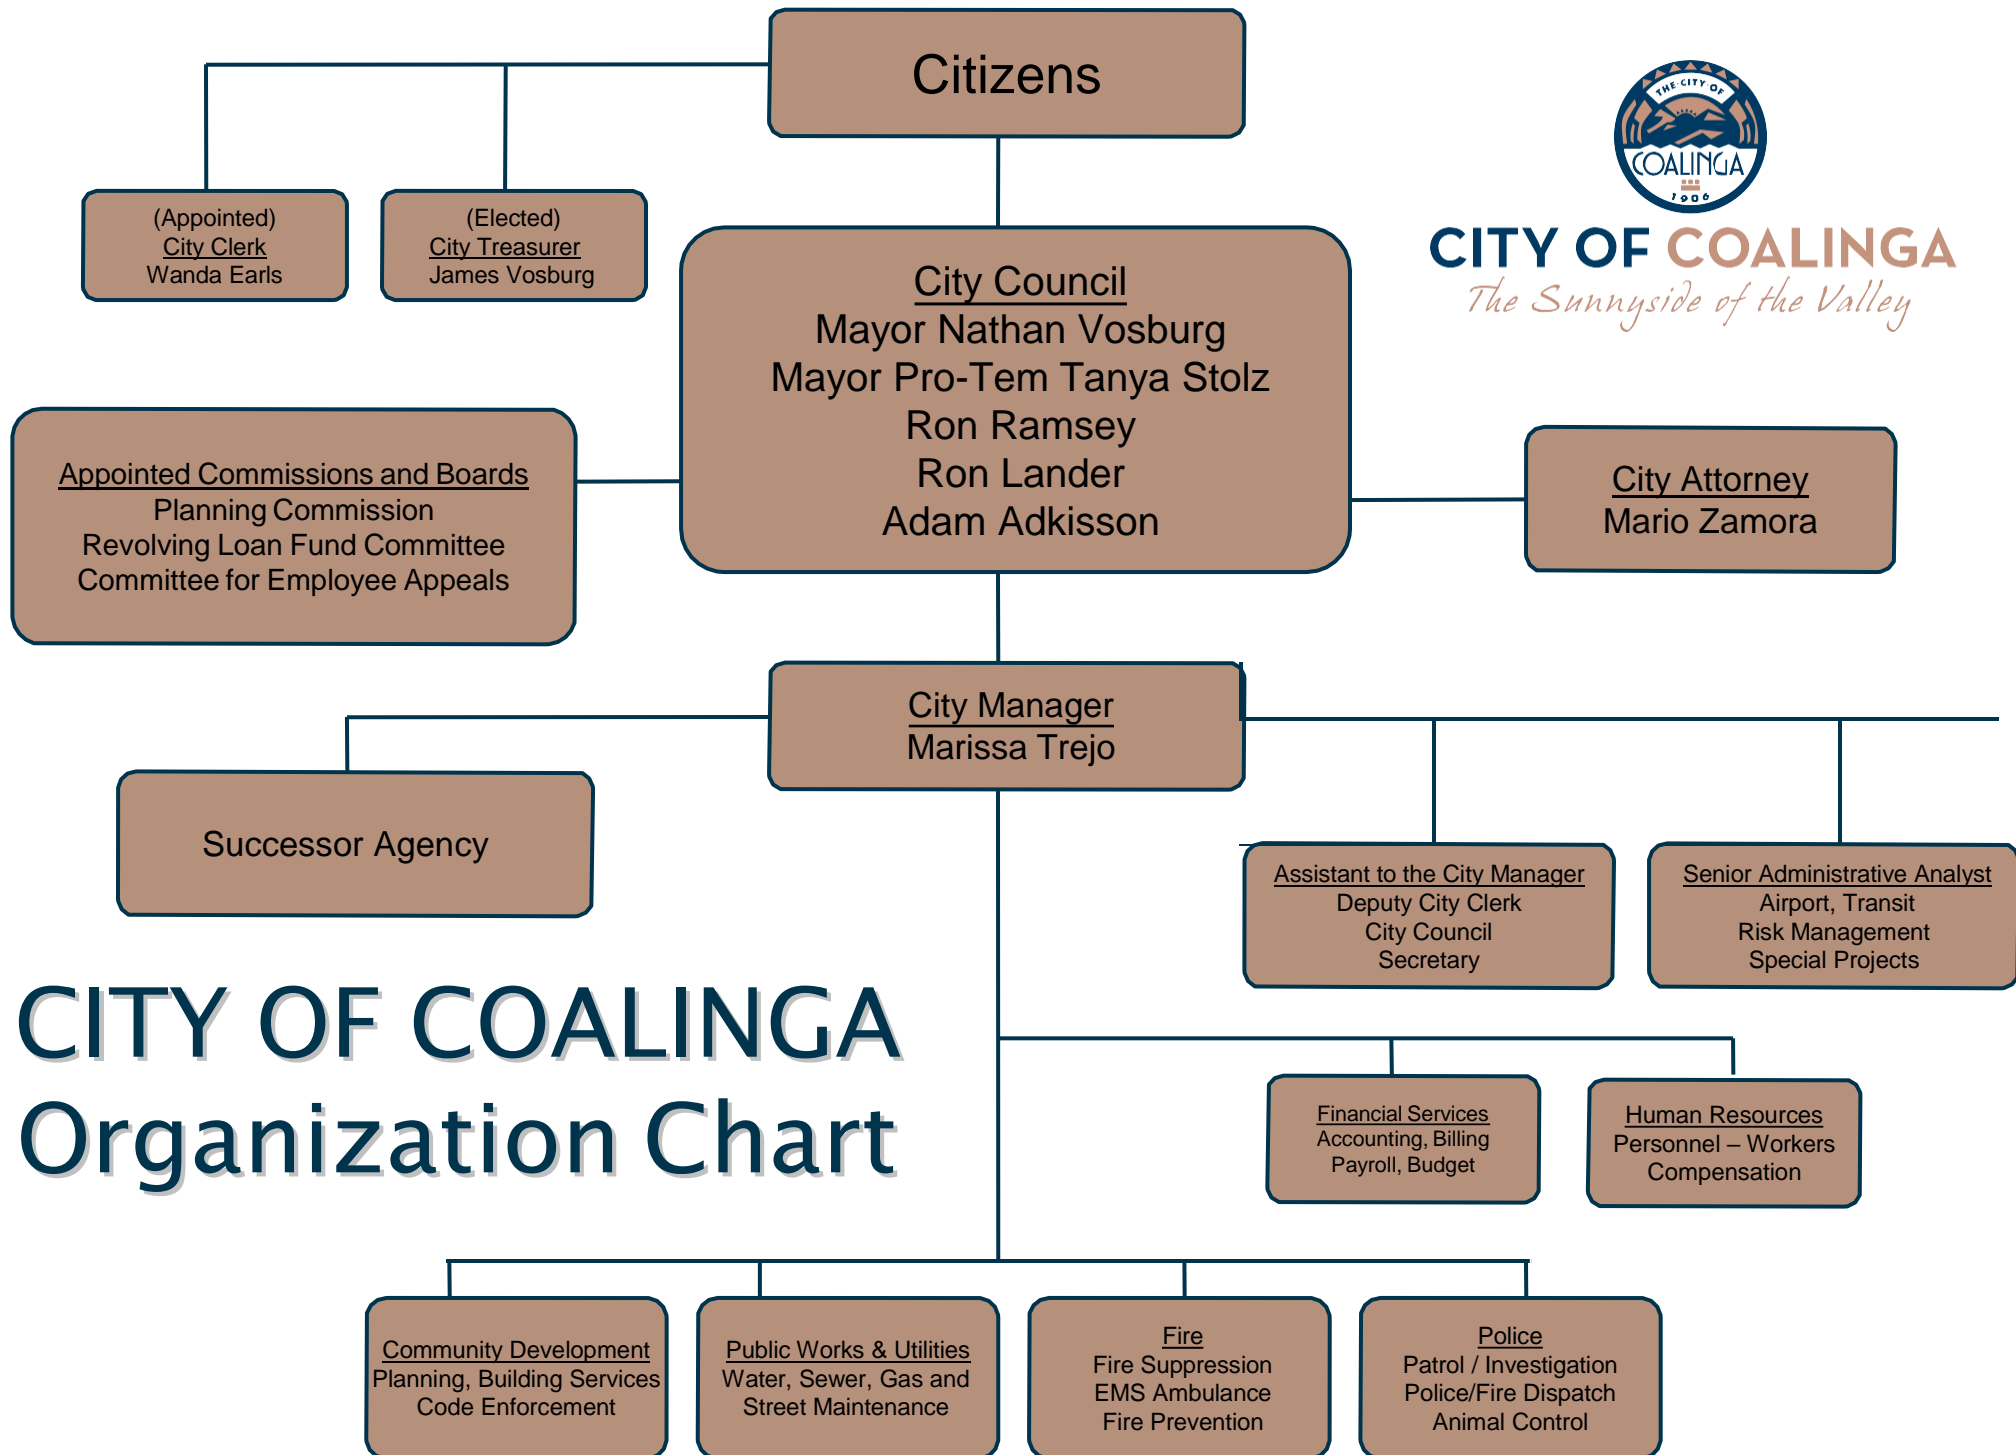 Citizens
THE CITY OF
COALINGA
1906
CITY OF COALINGA
The Sunnyside of the Valley
(Appointed)
City Clerk
Wanda Earls
(Elected)
City Treasurer
James Vosburg
City Council
Mayor Nathan Vosburg
Mayor Pro-Tem Tanya Stolz
Ron Ramsey
Ron Lander
Adam Adkisson
Appointed Commissions and Boards
Planning Commission
Revolving Loan Fund Committee
Committee for Employee Appeals
City Attorney
Mario Zamora
City Manager
Marissa Trejo
Successor Agency
Assistant to the City Manager
Deputy City Clerk
City Council
Secretary
Senior Administrative Analyst
Airport, Transit
Risk Management
Special Projects
CITY OF COALINGA
Organization Chart
Financial Services
Accounting, Billing
Payroll, Budget
Human Resources
Personnel – Workers
Compensation
Community Development
Planning, Building Services
Code Enforcement
Public Works & Utilities
Water, Sewer, Gas and
Street Maintenance
Fire
Fire Suppression
EMS Ambulance
Fire Prevention
Police
Patrol / Investigation
Police/Fire Dispatch
Animal Control